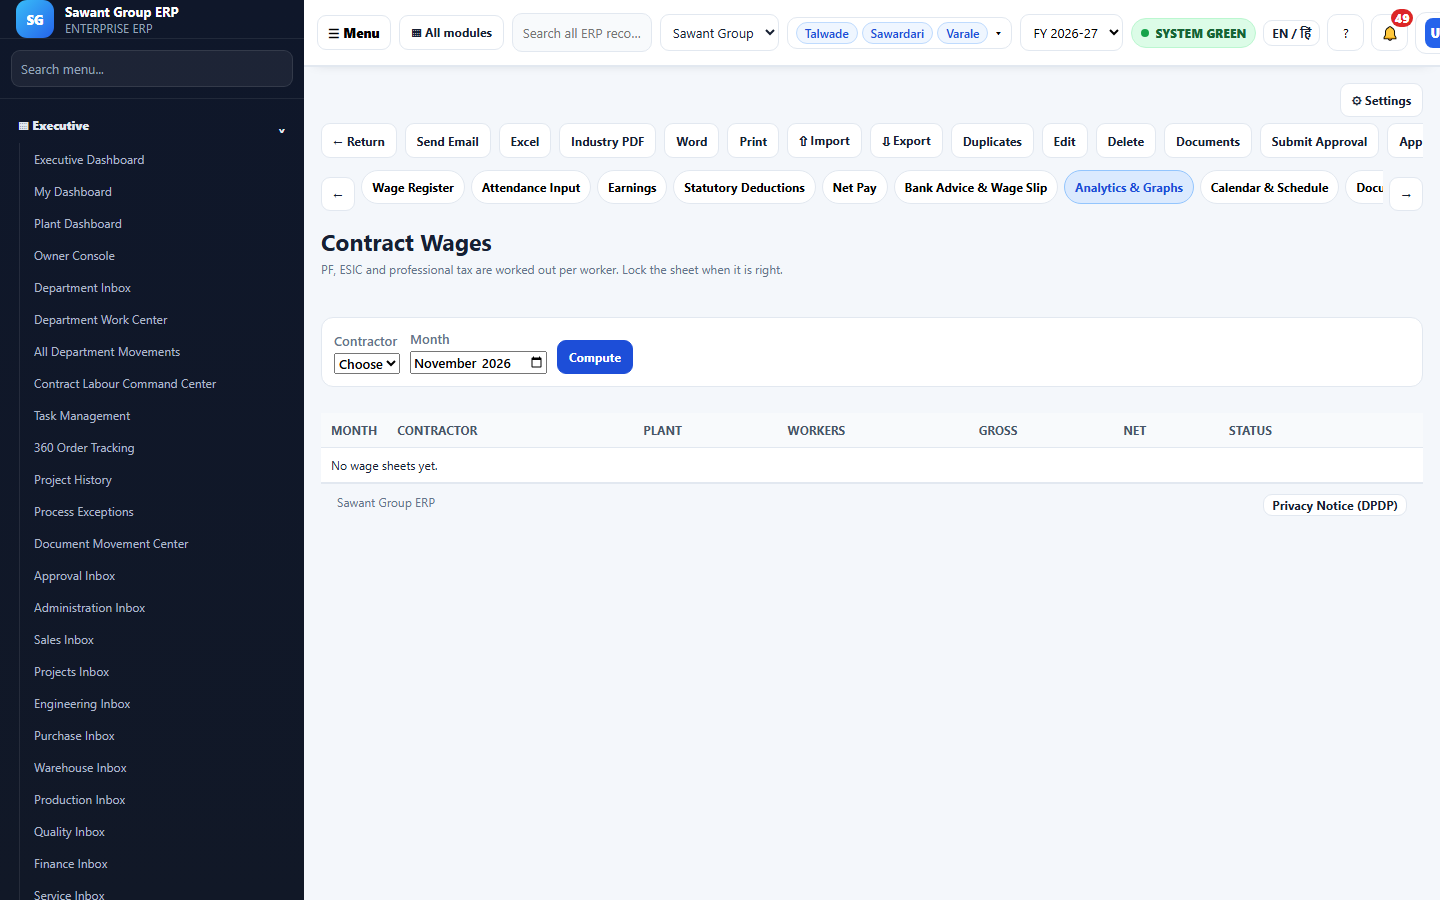 SG
Sawant Group ERP
ENTERPRISE ERP
Search menu...
Executive
Executive Dashboard
My Dashboard
Plant Dashboard
Owner Console
Department Inbox
Department Work Center
All Department Movements
Contract Labour Command Center
Task Management
360 Order Tracking
Project History
Process Exceptions
Document Movement Center
Approval Inbox
Administration Inbox
Sales Inbox
Projects Inbox
Engineering Inbox
Purchase Inbox
Warehouse Inbox
Production Inbox
Quality Inbox
Finance Inbox
Service Inbox
☰ Menu
All modules
Search all ERP reco...
Sawant Group
Talwade Sawardari Varale
FY 2026-27
SYSTEM GREEN
EN / हिं
?
49
U
⚙ Settings
← Return
Send Email
Excel
Industry PDF
Word
Print
⇧ Import
⇩ Export
Duplicates
Edit
Delete
Documents
Submit Approval
App
←
Wage Register
Attendance Input
Earnings
Statutory Deductions
Net Pay
Bank Advice & Wage Slip
Analytics & Graphs
Calendar & Schedule
Docu
→
Contract Wages
PF, ESIC and professional tax are worked out per worker. Lock the sheet when it is right.
Contractor
Choose
Month
November 2026
Compute
MONTH CONTRACTOR PLANT WORKERS GROSS NET STATUS
No wage sheets yet.
Sawant Group ERP
Privacy Notice (DPDP)